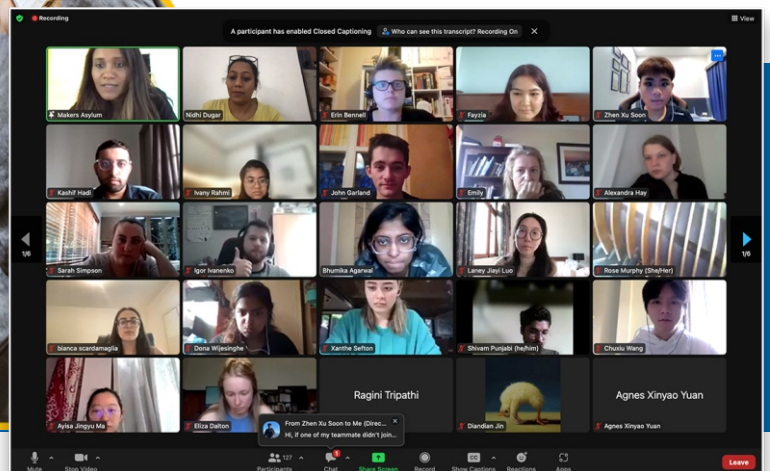 Recording
View
A participant has enabled Closed Captioning
Who can see this transcript? Recording On
Makers Asylum
Nidhi Dugar
Erin Bennell
Fayzia
Zhen Xu Soon
Kashif Hadi
Ivany Rahmi
John Garland
Emily
Alexandra Hay
1/6
1/6
Sarah Simpson
Igor Ivanenko
Bhumika Agarwal
Laney Jiayi Luo
Rose Murphy (She/Her)
bianca scardamaglia
Dona Wijesinghe
Xanthe Sefton
Shivam Punjabi (he/him)
Chuxiu Wang
Ragini Tripathi
Agnes Xinyao Yuan
Ayisa Jingyu Ma
Eliza Dalton
Diandian Jin
Agnes Xinyao Yuan
From Zhen Xu Soon to Me (Direc...
Hi, if one of my teammate didn't join...
127
1
CC
Mute
Stop Video
Participants
Chat
Share Screen
Record
Show Captions
Reactions
Apps
Leave